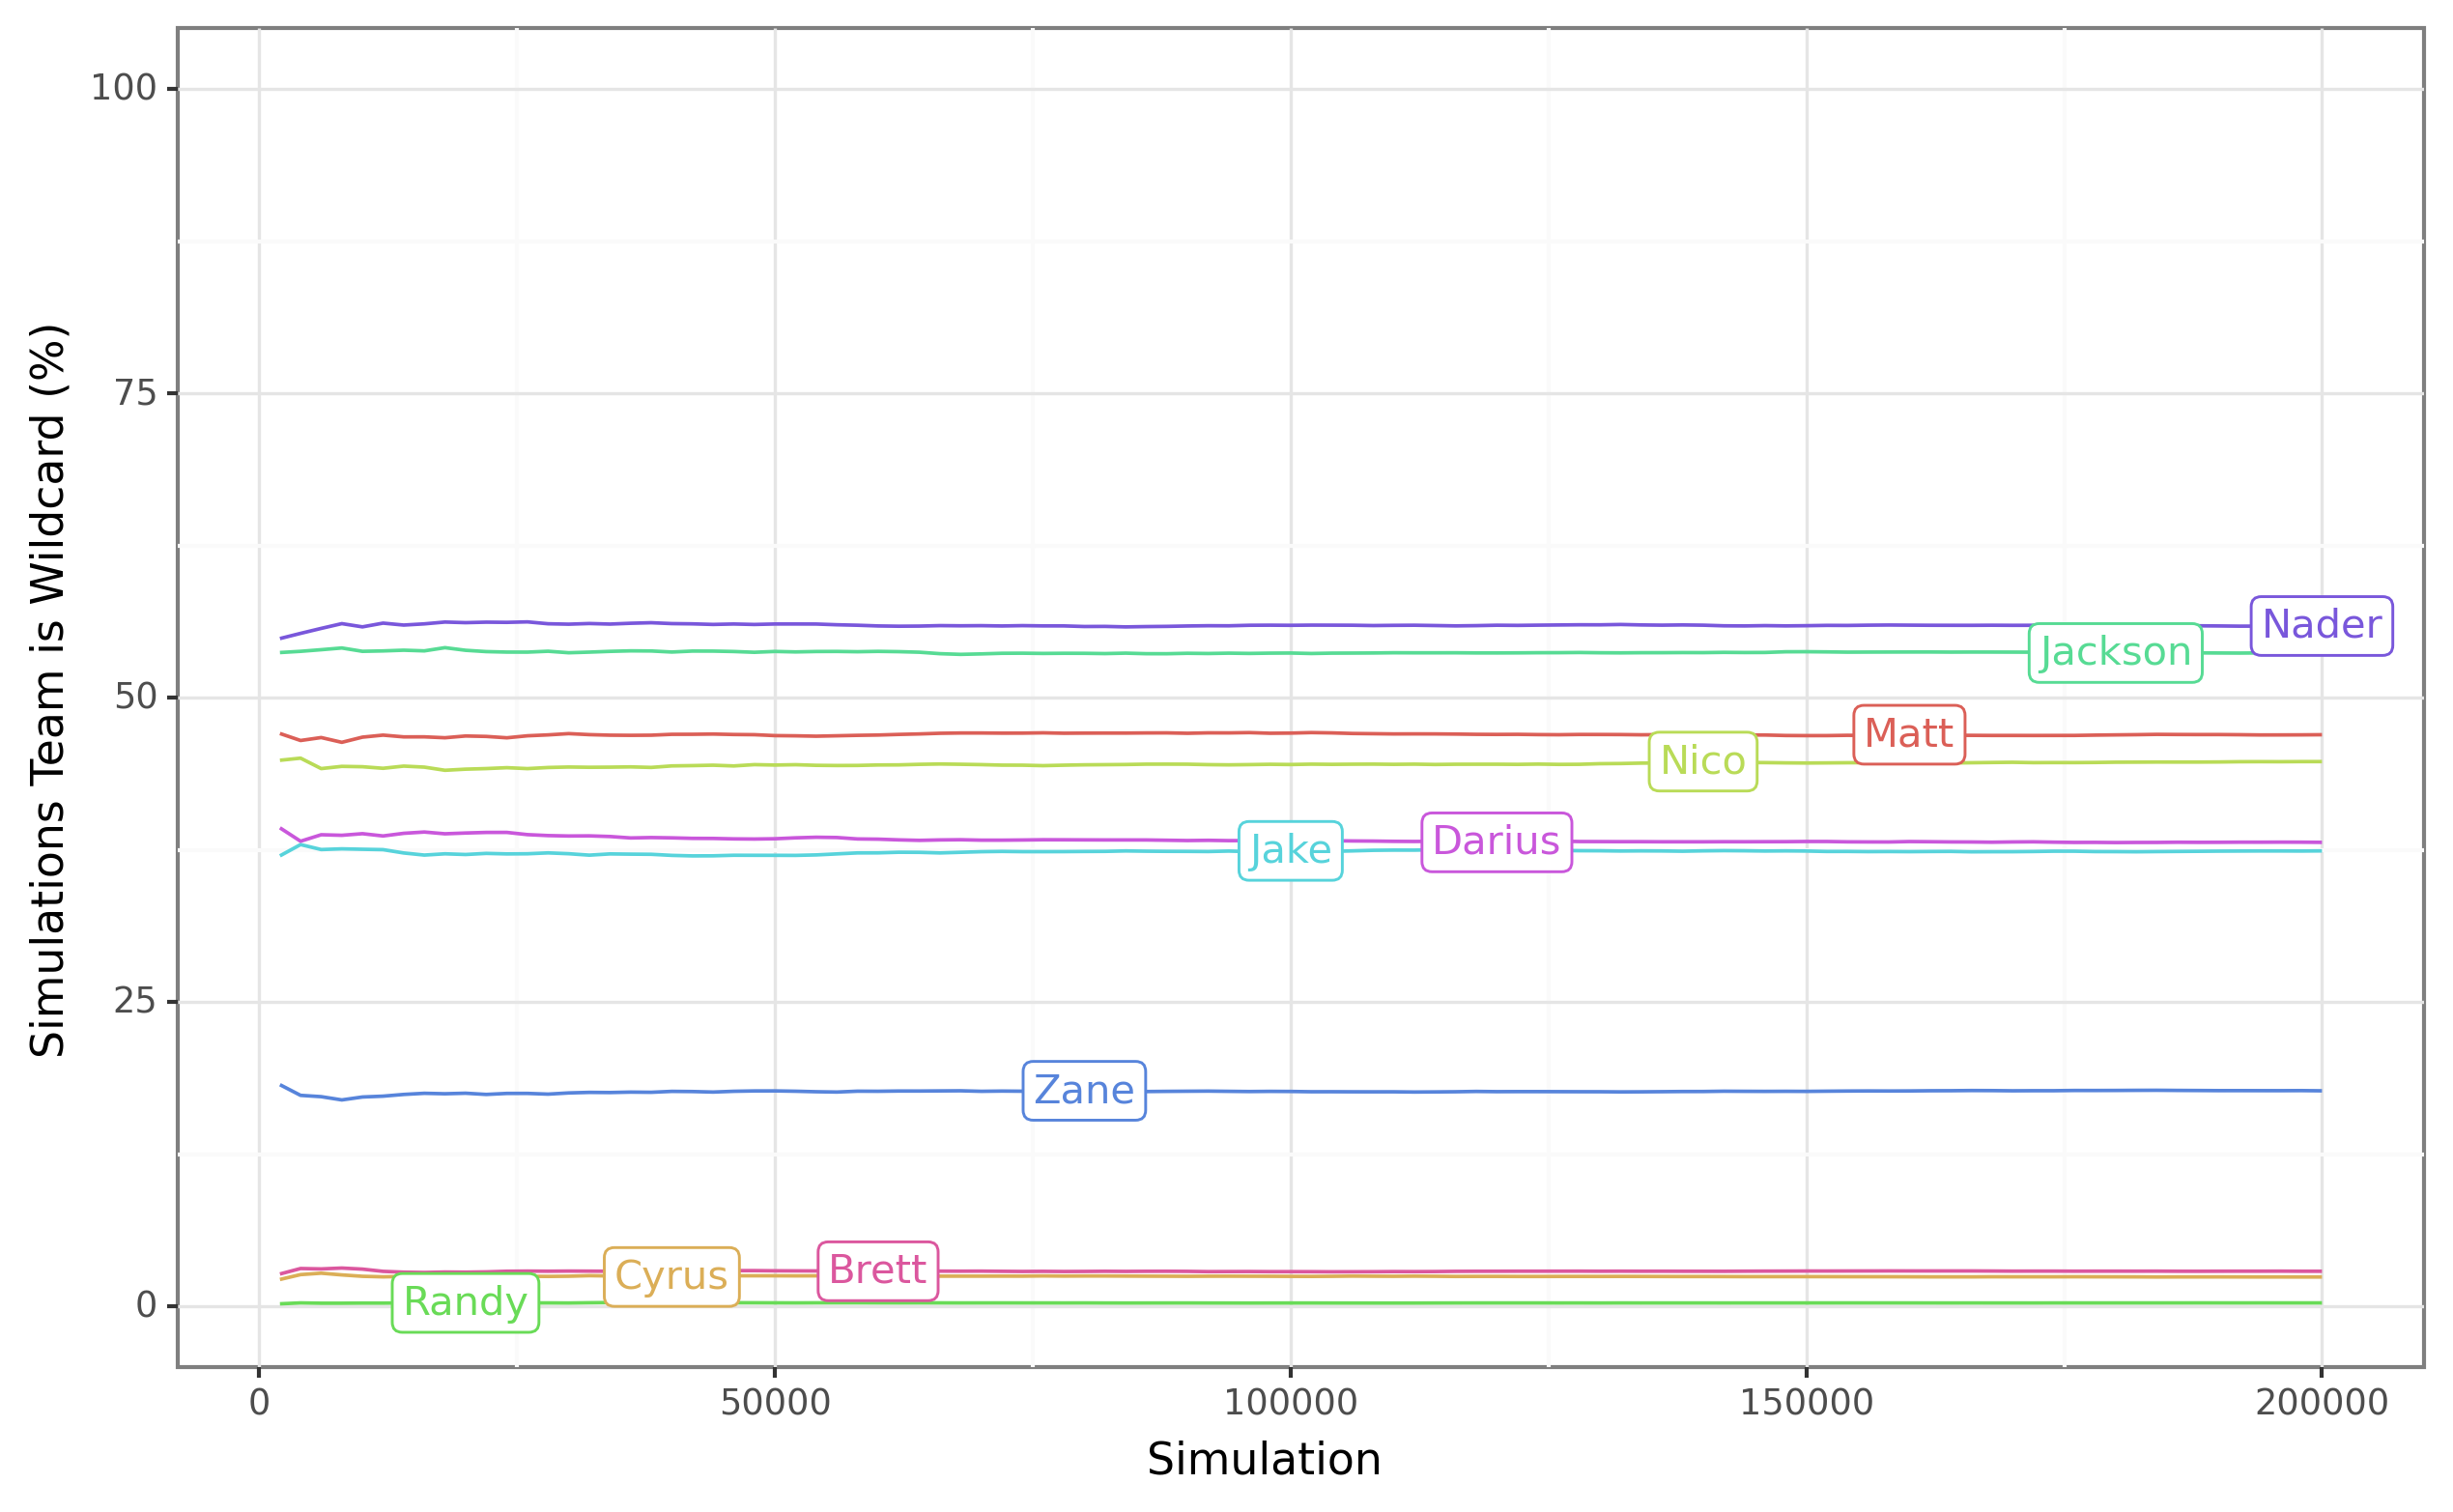 Simulations Team is Wildcard (%)
100
75
50
25
0
Nader
Jackson
Matt
Nico
Darius
Jake
Zane
Brett
Cyrus
Randy
0 50000 100000 150000 200000
Simulation